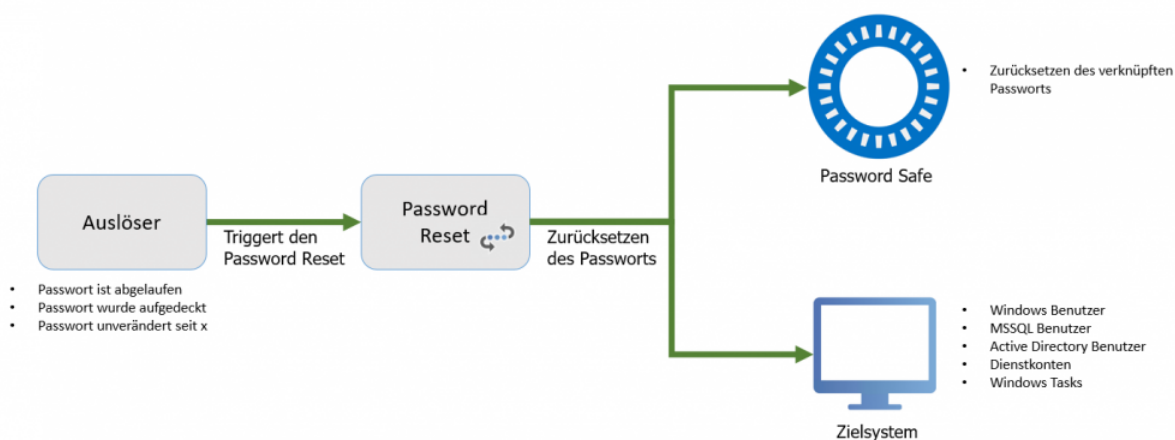 Auslöser
• Passwort ist abgelaufen
• Passwort wurde aufgedeckt
• Passwort unverändert seit x
Triggert den
Password Reset
Password
Reset
Zurücksetzen
des Passworts
Password Safe
• Zurücksetzen des verknüpften
Passworts
Zielsystem
• Windows Benutzer
• MSSQL Benutzer
• Active Directory Benutzer
• Dienstkonten
• Windows Tasks